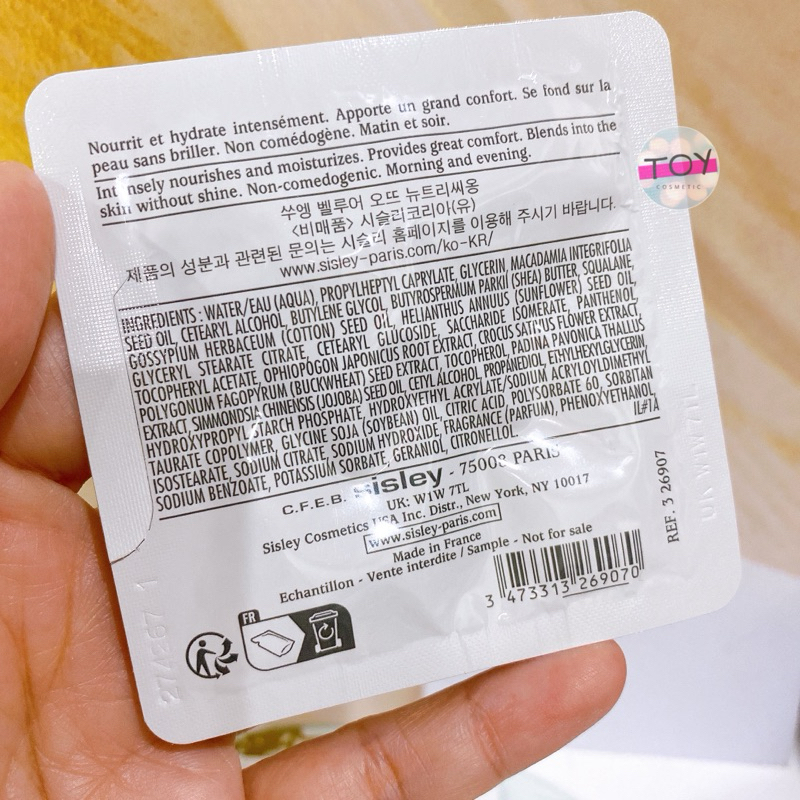 Nourrit et hydrate intensément. Apporte un grand confort. Se fond sur la
peau sans briller. Non comédogène. Matin et soir.
Intensely nourishes and moisturizes. Provides great comfort. Blends into the
skin without shine. Non-comedogenic. Morning and evening.
쑤엥 벨루어 오뜨 뉴트리씨옹
<비매품> 시슬리코리아(유)
제품의 성분과 관련된 문의는 시슬리 홈페이지를 이용해 주시기 바랍니다.
www.sisley-paris.com/ko-KR/
INGREDIENTS : WATER/EAU (AQUA), PROPYLHEPTYL CAPRYLATE, GLYCERIN, MACADAMIA INTEGRIFOLIA
SEED OIL, CETEARYL ALCOHOL, BUTYLENE GLYCOL, BUTYROSPERMUM PARKII (SHEA) BUTTER, SQUALANE,
GOSSYPIUM HERBACEUM (COTTON) SEED OIL, HELIANTHUS ANNUUS (SUNFLOWER) SEED OIL,
GLYCERYL STEARATE CITRATE, CETEARYL GLUCOSIDE, SACCHARIDE ISOMERATE, PANTHENOL,
TOCOPHERYL ACETATE, OPHIOPOGON JAPONICUS ROOT EXTRACT, CROCUS SATIVUS FLOWER EXTRACT,
POLYGONUM FAGOPYRUM (BUCKWHEAT) SEED EXTRACT, TOCOPHEROL, PADINA PAVONICA THALLUS
EXTRACT, SIMMONDSIA CHINENSIS (JOJOBA) SEED OIL, CETYL ALCOHOL, PROPANEDIOL, ETHYLHEXYLGLYCERIN,
HYDROXYPROPYL STARCH PHOSPHATE, HYDROXYETHYL ACRYLATE/SODIUM ACRYLOYLDIMETHYL
TAURATE COPOLYMER, GLYCINE SOJA (SOYBEAN) OIL, CITRIC ACID, POLYSORBATE 60, SORBITAN
ISOSTEARATE, SODIUM CITRATE, SODIUM HYDROXIDE, FRAGRANCE (PARFUM), PHENOXYETHANOL,
SODIUM BENZOATE, POTASSIUM SORBATE, GERANIOL, CITRONELLOL. IL#1A
C.F.E.B. sisley - 75008 PARIS
UK: W1W 7TL
Sisley Cosmetics USA Inc. Distr., New York, NY 10017
www.sisley-paris.com
Made in France
Echantillon - Vente interdite / Sample - Not for sale
3 473313 269070
REF. 3 26907
FR
TOY
COSMETIC
UK W1W 7TL